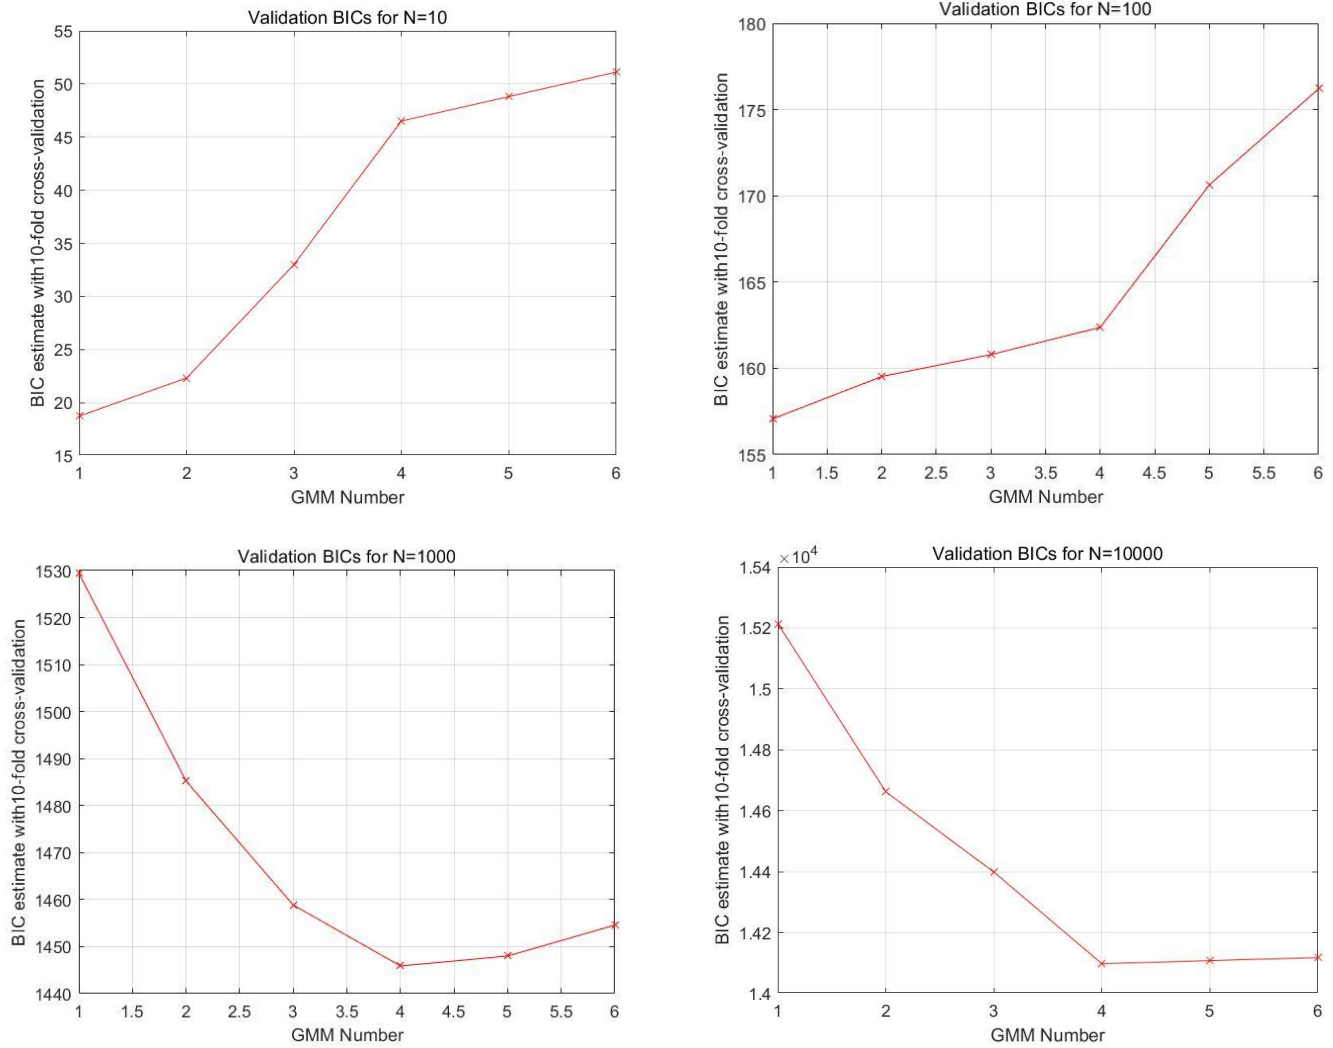 Validation BICs for N=10
BIC estimate with10-fold cross-validation
55
50
45
40
35
30
25
20
15
1 2 3 4 5 6
GMM Number
Validation BICs for N=100
BIC estimate with10-fold cross-validation
180
175
170
165
160
155
1 1.5 2 2.5 3 3.5 4 4.5 5 5.5 6
GMM Number
Validation BICs for N=1000
BIC estimate with10-fold cross-validation
1530
1520
1510
1500
1490
1480
1470
1460
1450
1440
1 1.5 2 2.5 3 3.5 4 4.5 5 5.5 6
GMM Number
Validation BICs for N=10000
×10⁴
BIC estimate with10-fold cross-validation
1.54
1.52
1.5
1.48
1.46
1.44
1.42
1.4
1 2 3 4 5 6
GMM Number